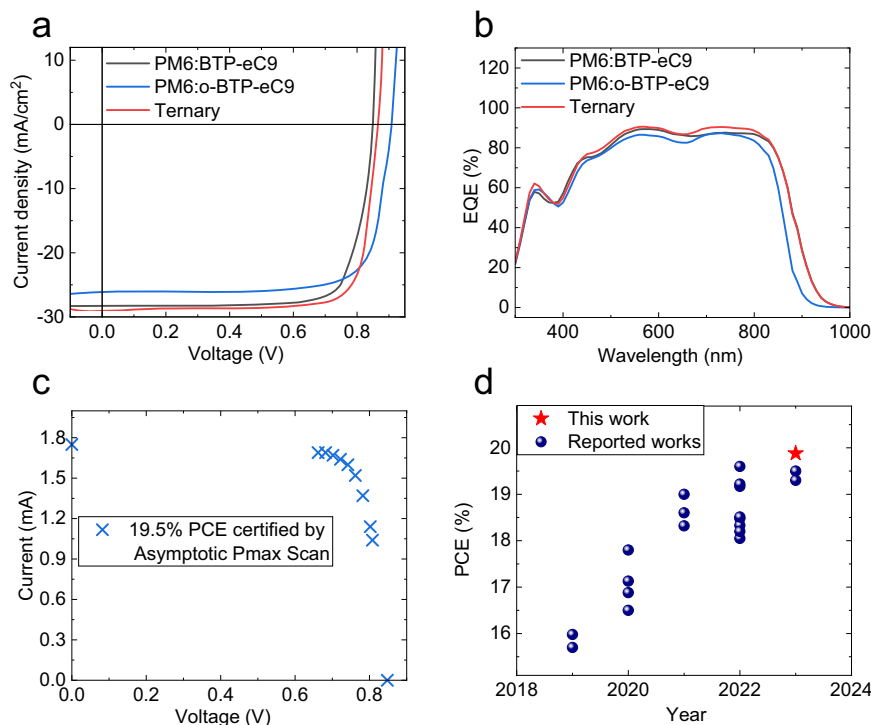 a
10
0
-10
-20
-30
0.0 0.2 0.4 0.6 0.8
Current density (mA/cm²)
Voltage (V)
PM6:BTP-eC9
PM6:o-BTP-eC9
Ternary
b
120
100
80
60
40
20
0
400 600 800 1000
EQE (%)
Wavelength (nm)
PM6:BTP-eC9
PM6:o-BTP-eC9
Ternary
c
1.8
1.5
1.2
0.9
0.6
0.3
0.0
0.0 0.2 0.4 0.6 0.8
Current (mA)
Voltage (V)
19.5% PCE certified by
Asymptotic Pmax Scan
d
20
19
18
17
16
2018 2020 2022 2024
PCE (%)
Year
This work
Reported works